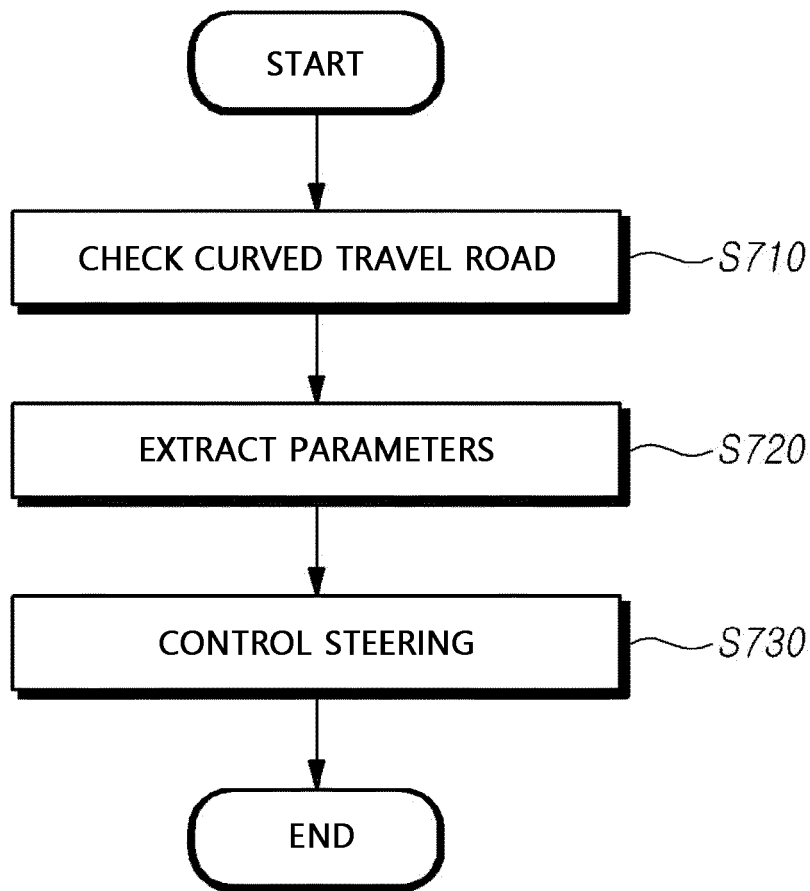 START
CHECK CURVED TRAVEL ROAD
S710
EXTRACT PARAMETERS
S720
CONTROL STEERING
S730
END